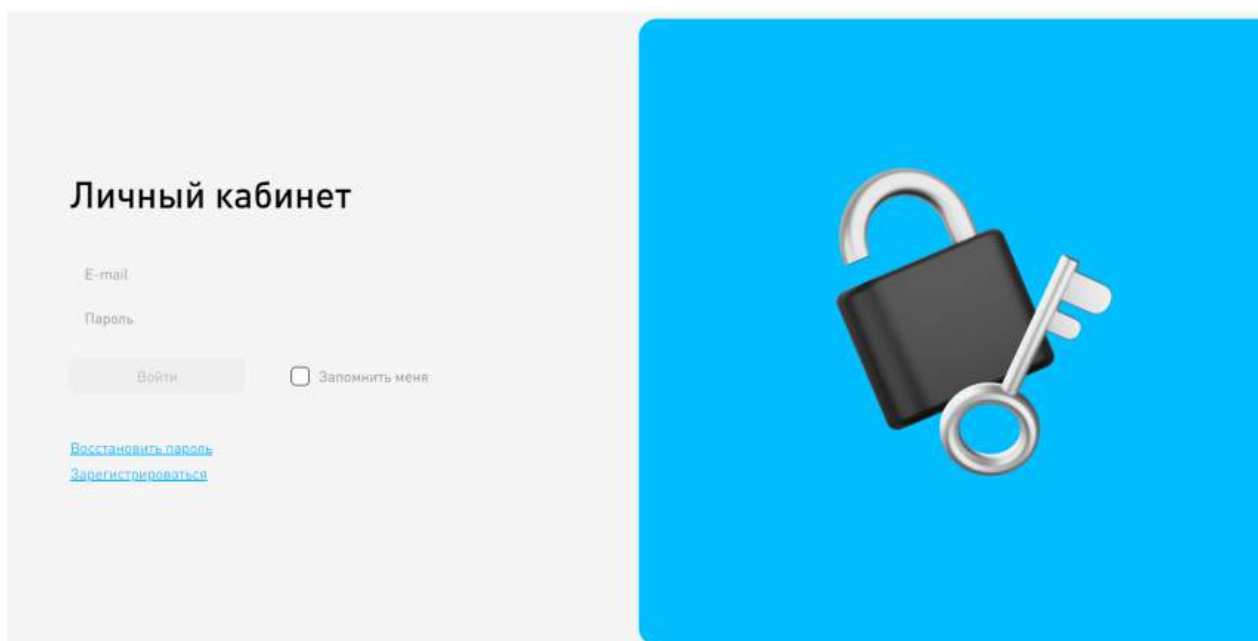 Личный кабинет
E-mail
Пароль
Войти
Запомнить меня
Восстановить пароль
Зарегистрироваться